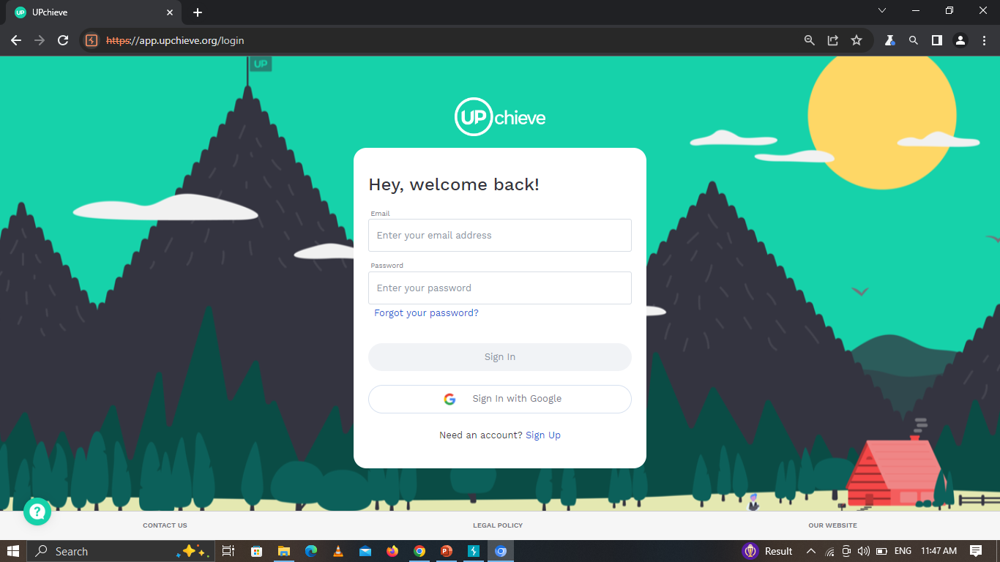 UPchieve
https://app.upchieve.org/login
UP
UPchieve
Hey, welcome back!
Email
Enter your email address
Password
Enter your password
Forgot your password?
Sign In
Sign In with Google
Need an account? Sign Up
CONTACT US
LEGAL POLICY
OUR WEBSITE
Search
Result
ENG
11:47 AM